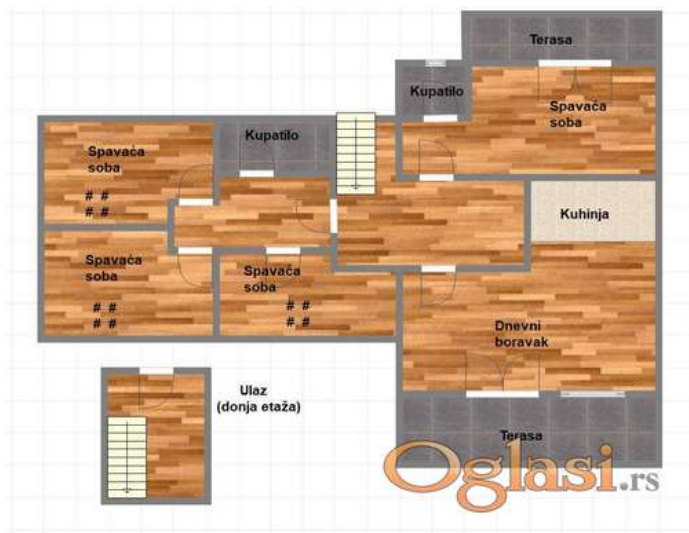 Terasa
Kupatilo
Spavaća
soba
Kupatilo
Spavaća
soba
# #
# #
Kuhinja
Spavaća
soba
# #
# #
Spavaća
soba
# #
# #
Dnevni
boravak
Ulaz
(donja etaža)
Terasa
Oglasi.rs